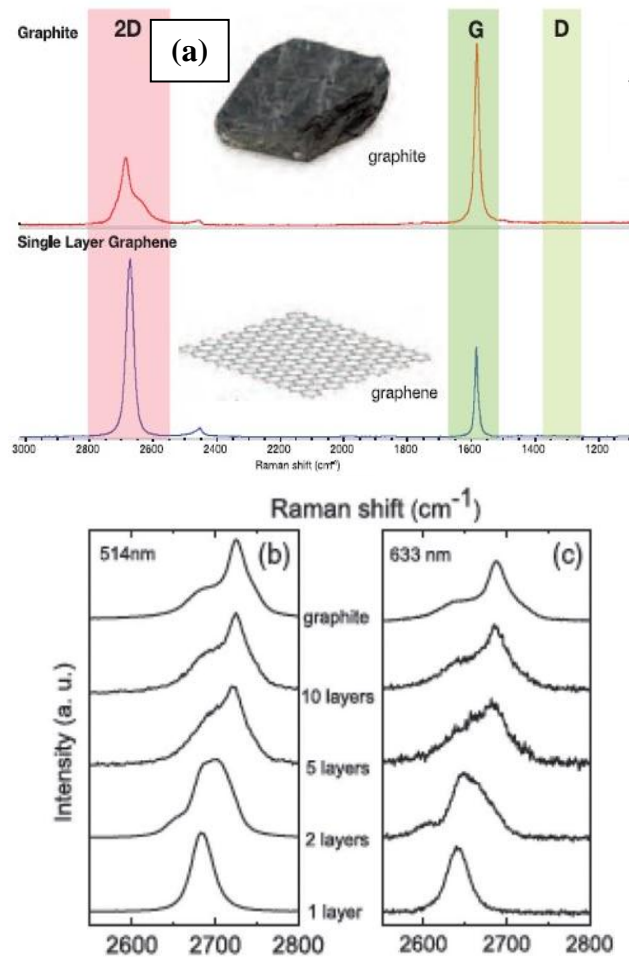 Graphite
2D
(a)
G
D
graphite
Single Layer Graphene
graphene
3000 2800 2600 2400 2200 2000 1800 1600 1400 1200
Raman shift (cm⁻¹)
Raman shift (cm⁻¹)
514nm
(b)
633 nm
(c)
graphite
10 layers
5 layers
2 layers
1 layer
Intensity (a. u.)
2600 2700 2800
2600 2700 2800